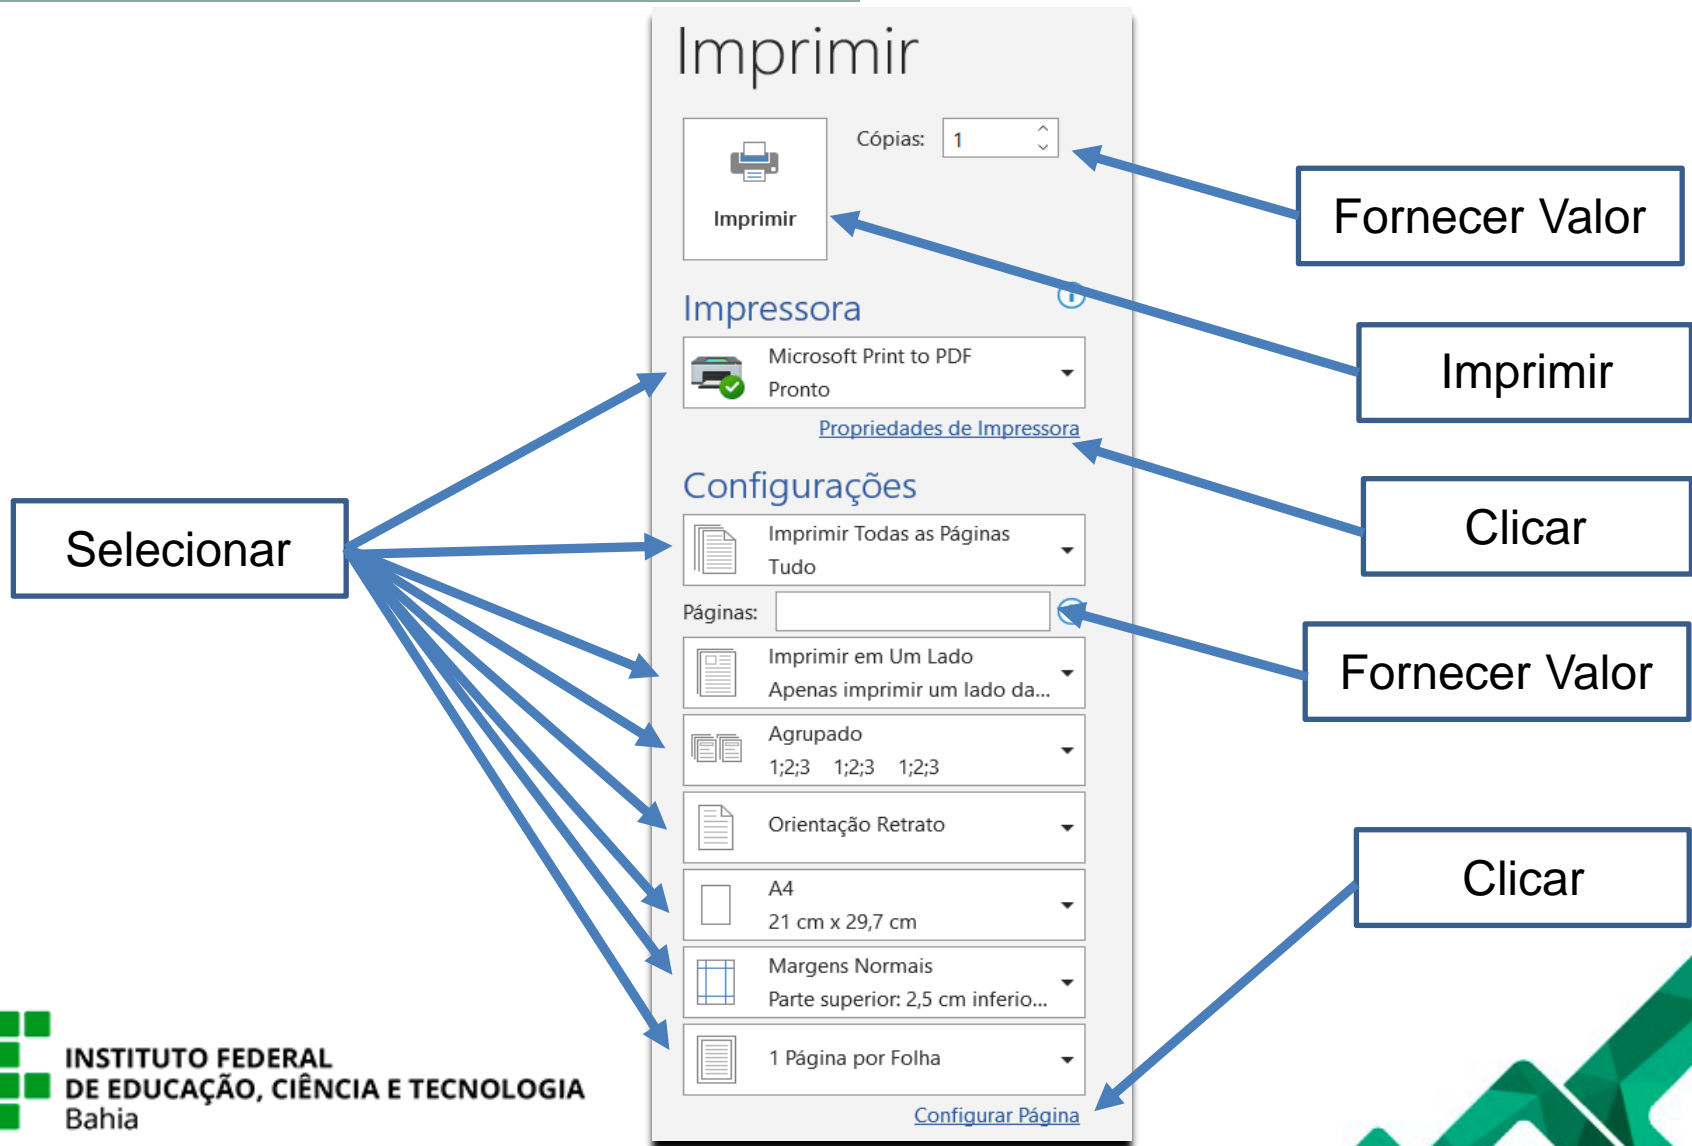 Imprimir
Cópias: 1
Imprimir
Fornecer Valor
Impressora
Imprimir
Microsoft Print to PDF
Pronto
Propriedades de Impressora
Configurações
Clicar
Selecionar
Imprimir Todas as Páginas
Tudo
Páginas:
Fornecer Valor
Imprimir em Um Lado
Apenas imprimir um lado da...
Agrupado
1;2;3 1;2;3 1;2;3
Orientação Retrato
Clicar
A4
21 cm x 29,7 cm
Margens Normais
Parte superior: 2,5 cm inferio...
1 Página por Folha
Configurar Página
INSTITUTO FEDERAL
DE EDUCAÇÃO, CIÊNCIA E TECNOLOGIA
Bahia